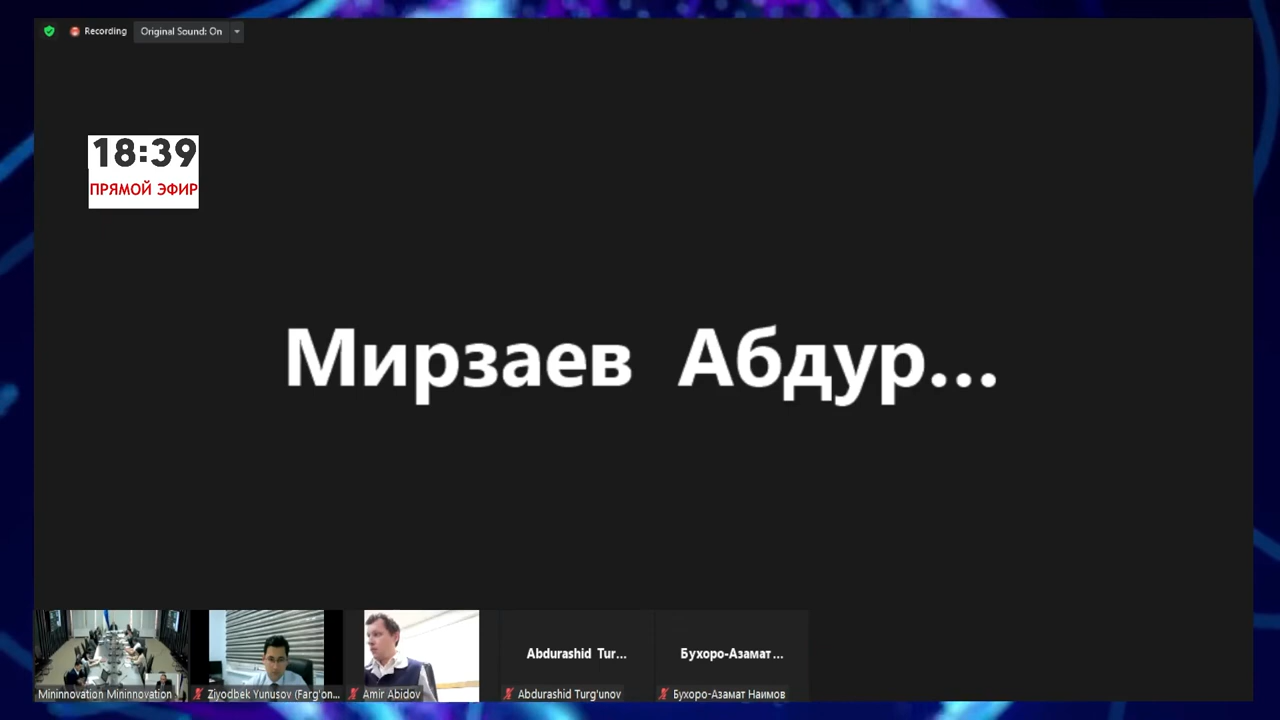 Recording
Original Sound: On
18:39
ПРЯМОЙ ЭФИР
Мирзаев Абдур...
Abdurashid Tur...
Бухоро-Азамат...
Mininnovation Mininnovation
Ziyodbek Yunusov (Farg'on...
Amir Abidov
Abdurashid Turg'unov
Бухоро-Азамат Наимов